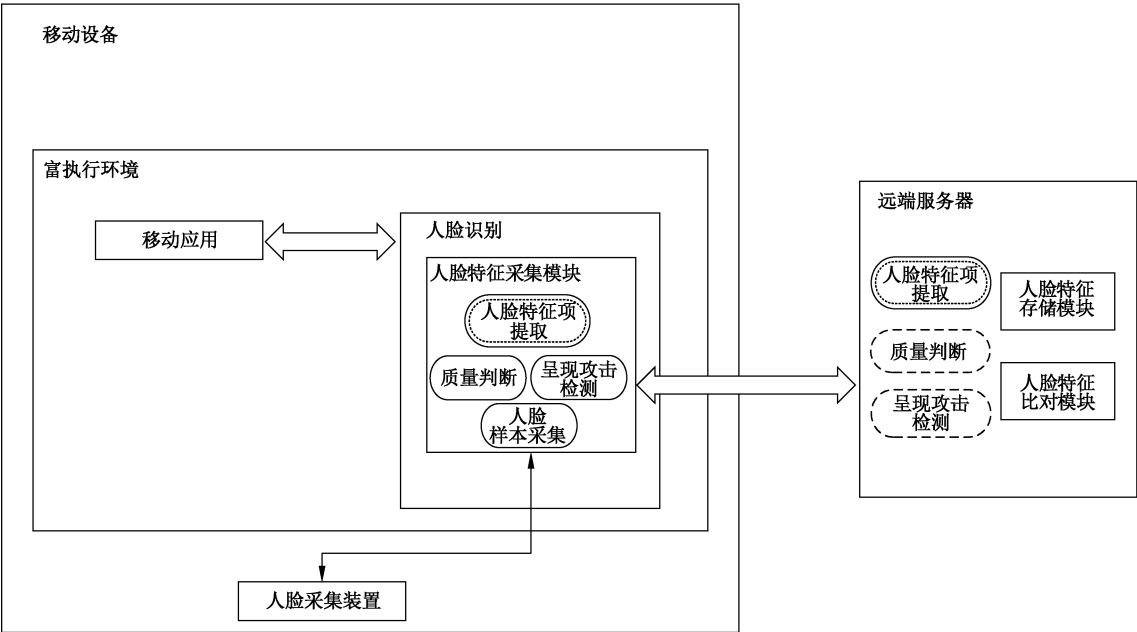 移动设备
富执行环境
移动应用
人脸识别
人脸特征采集模块
人脸特征项
提取
质量判断
呈现攻击
检测
人脸
样本采集
人脸采集装置
远端服务器
人脸特征项
提取
人脸特征
存储模块
质量判断
人脸特征
比对模块
呈现攻击
检测